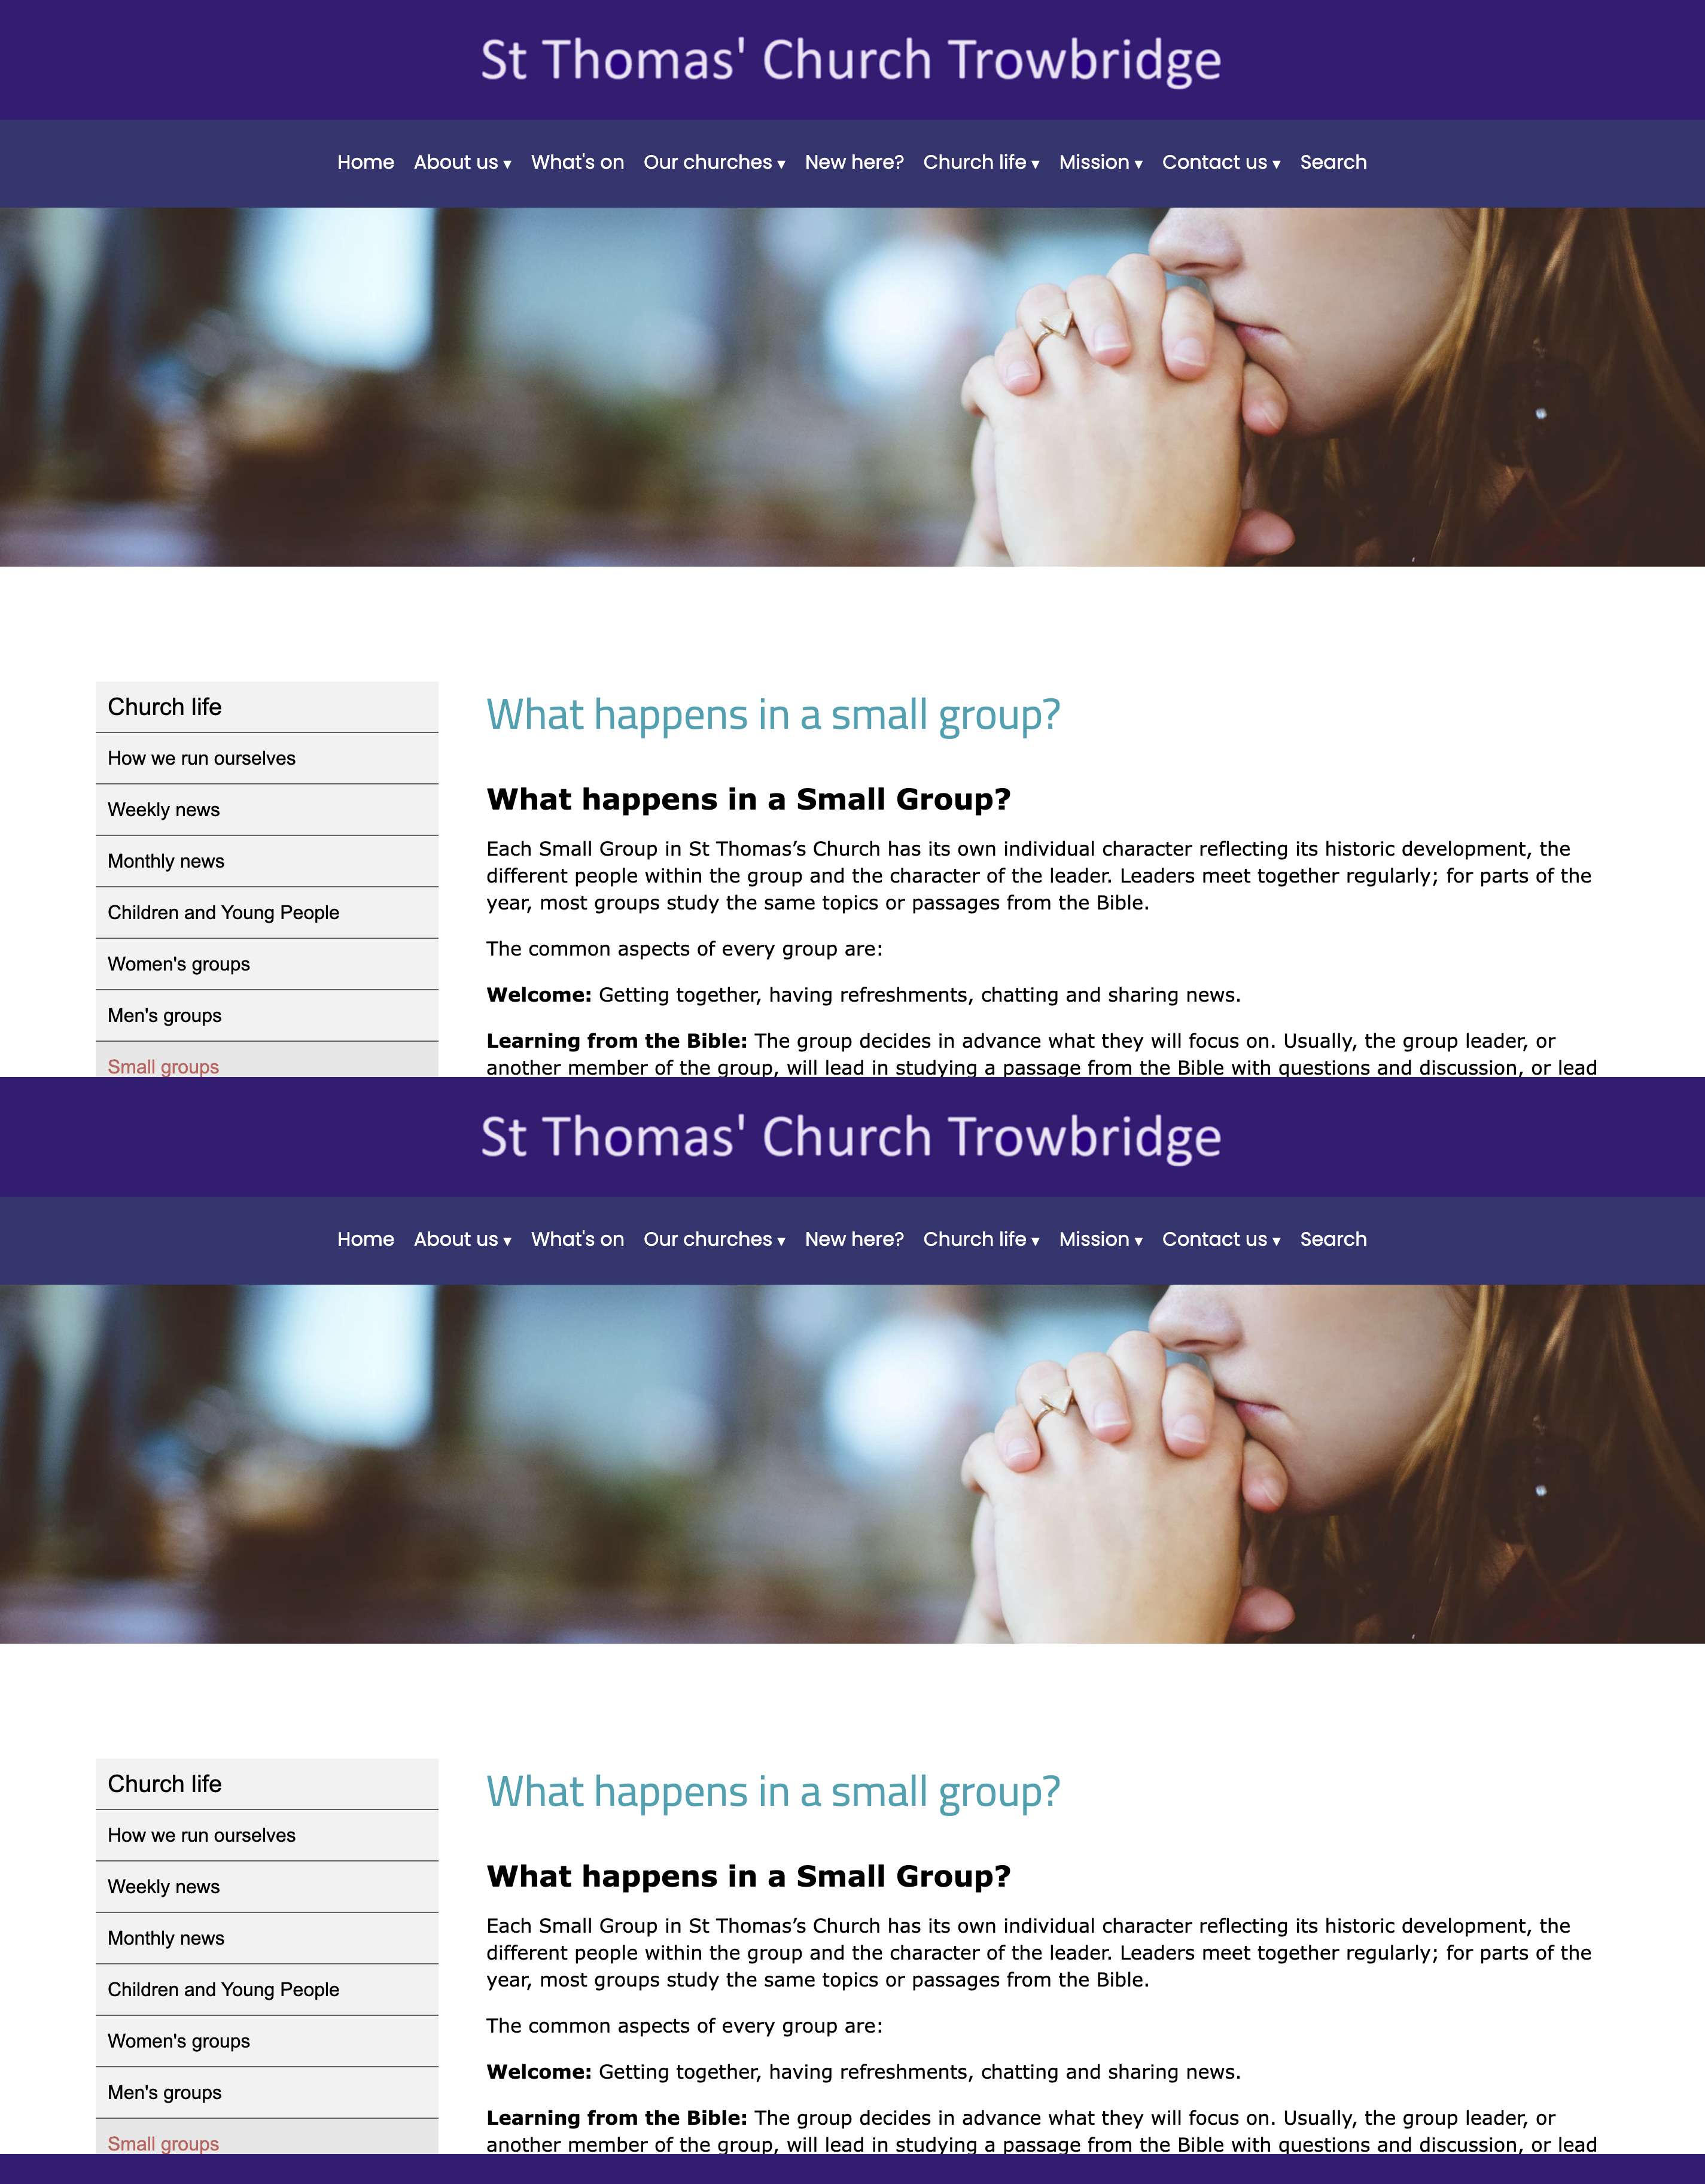 St Thomas' Church Trowbridge
Home About us ▾ What's on Our churches ▾ New here? Church life ▾ Mission ▾ Contact us ▾ Search
Church life
How we run ourselves
Weekly news
Monthly news
Children and Young People
Women's groups
Men's groups
Small groups
What happens in a small group?
What happens in a Small Group?
Each Small Group in St Thomas’s Church has its own individual character reflecting its historic development, the
different people within the group and the character of the leader. Leaders meet together regularly; for parts of the
year, most groups study the same topics or passages from the Bible.
The common aspects of every group are:
Welcome: Getting together, having refreshments, chatting and sharing news.
Learning from the Bible: The group decides in advance what they will focus on. Usually, the group leader, or
another member of the group, will lead in studying a passage from the Bible with questions and discussion, or lead
St Thomas' Church Trowbridge
Home About us ▾ What's on Our churches ▾ New here? Church life ▾ Mission ▾ Contact us ▾ Search
Church life
How we run ourselves
Weekly news
Monthly news
Children and Young People
Women's groups
Men's groups
Small groups
What happens in a small group?
What happens in a Small Group?
Each Small Group in St Thomas’s Church has its own individual character reflecting its historic development, the
different people within the group and the character of the leader. Leaders meet together regularly; for parts of the
year, most groups study the same topics or passages from the Bible.
The common aspects of every group are:
Welcome: Getting together, having refreshments, chatting and sharing news.
Learning from the Bible: The group decides in advance what they will focus on. Usually, the group leader, or
another member of the group, will lead in studying a passage from the Bible with questions and discussion, or lead